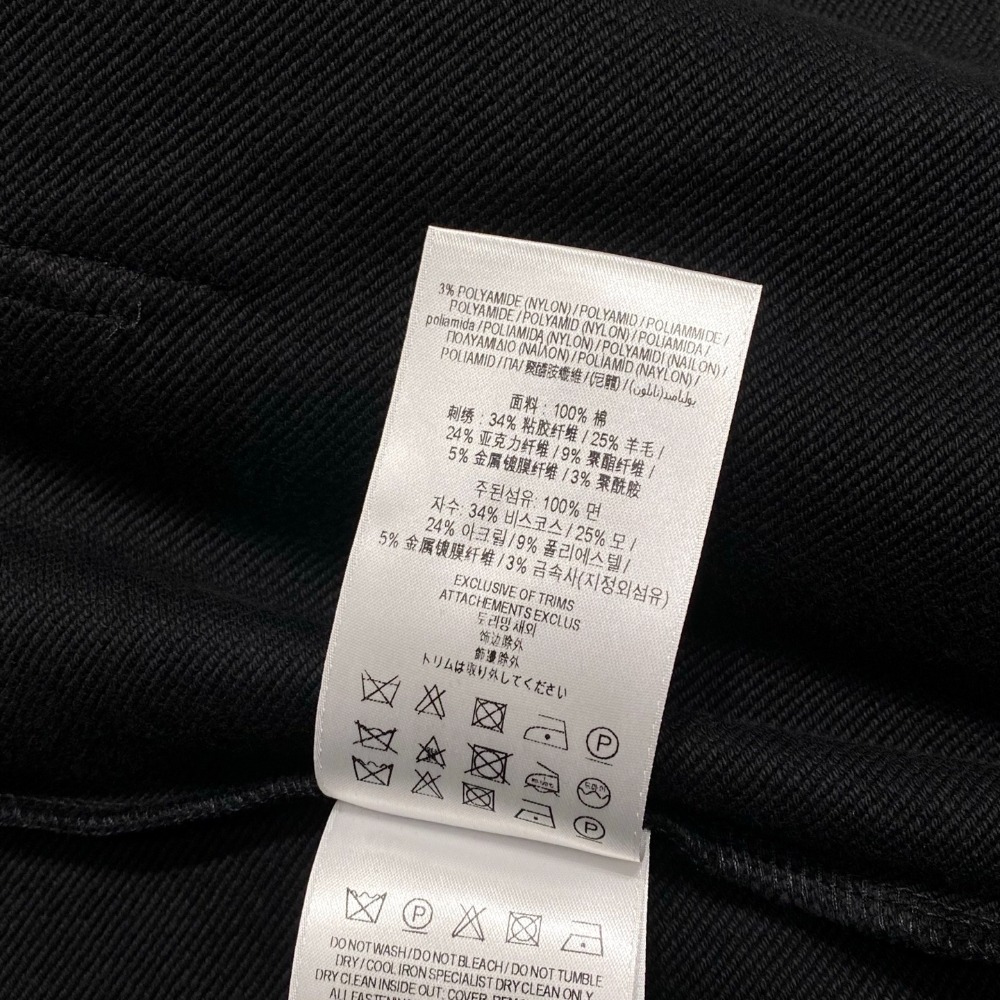 3% POLYAMIDE (NYLON) / POLYAMID / POLIAMMIDE /
POLYAMIDE / POLYAMID (NYLON) / POLIAMIDA /
poliamida / POLIAMIDA (NYLON) / POLYAMIDI (NAILON) /
ΠΟΛΥΑΜΙΔΙΟ (ΝΑΙΛΟΝ) / POLIAMID (NAYLON) /
POLIAMID / ПА / 聚醯胺纖維 / (尼龍) / (نايلون)بولياميد
面料 : 100% 棉
刺绣 : 34% 粘胶纤维 / 25% 羊毛 /
24% 亚克力纤维 / 9% 聚酯纤维 /
5% 金属镀膜纤维 / 3% 聚酰胺
주된섬유: 100% 면
자수: 34% 비스코스 / 25% 모 /
24% 아크릴 / 9% 폴리에스텔 /
5% 金属镀膜纤维 / 3% 금속사(지정외섬유)
EXCLUSIVE OF TRIMS
ATTACHEMENTS EXCLUS
트리밍 제외
饰边除外
飾邊除外
トリムは取り外してください
P
P
P
DO NOT WASH / DO NOT BLEACH / DO NOT TUMBLE
DRY / COOL IRON SPECIALIST DRY CLEAN ONLY
DRY CLEAN INSIDE OUT; COVER, REM
ALL FASTEN